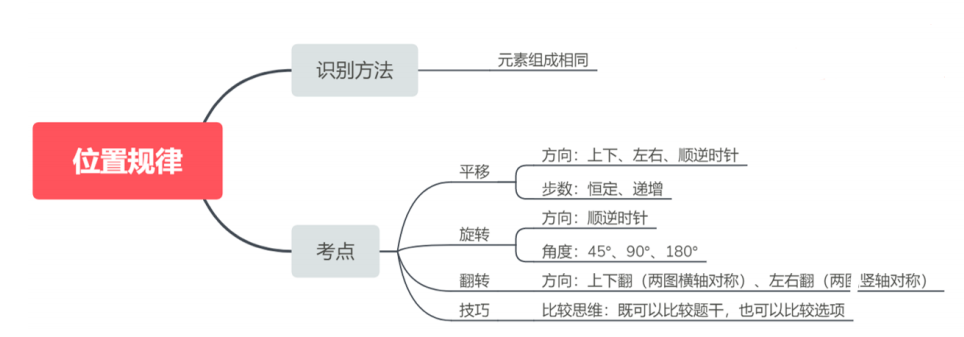 位置规律
识别方法
元素组成相同
考点
平移
方向：上下、左右、顺逆时针
步数：恒定、递增
旋转
方向：顺逆时针
角度：45°、90°、180°
翻转
方向：上下翻（两图横轴对称）、左右翻（两图竖轴对称）
技巧
比较思维：既可以比较题干，也可以比较选项